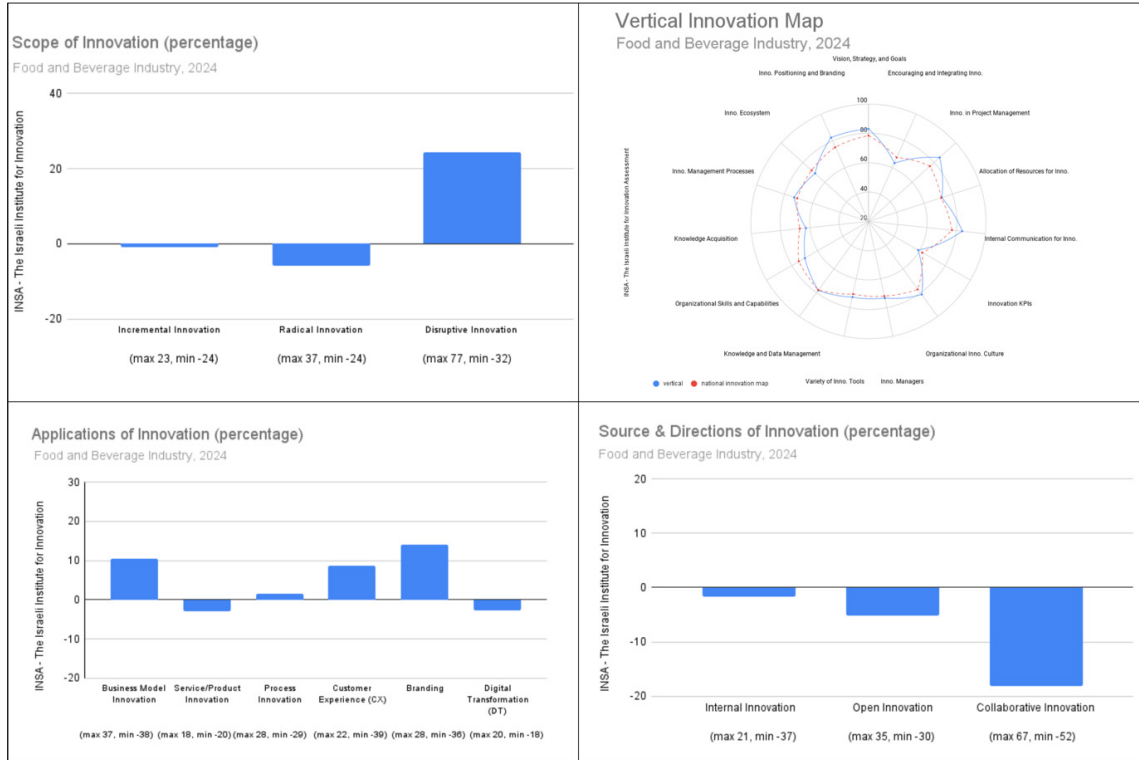 Scope of Innovation (percentage)
Food and Beverage Industry, 2024
INSA - The Israeli Institute for Innovation
40
20
0
-20
Incremental Innovation
Radical Innovation
Disruptive Innovation
(max 23, min -24)
(max 37, min -24)
(max 77, min -32)
Vertical Innovation Map
Food and Beverage Industry, 2024
Vision, Strategy, and Goals
Inno. Positioning and Branding
Encouraging and Integrating Inno.
Inno. Ecosystem
Inno. in Project Management
Inno. Management Processes
Allocation of Resources for Inno.
Knowledge Acquisition
Internal Communication for Inno.
Organizational Skills and Capabilities
Innovation KPIs
Knowledge and Data Management
Organizational Inno. Culture
Variety of Inno. Tools
Inno. Managers
100
80
60
40
20
INSA - The Israeli Institute for Innovation Assessment
vertical
national innovation map
Applications of Innovation (percentage)
Food and Beverage Industry, 2024
INSA - The Israeli Institute for Innovation
30
20
10
0
-10
-20
Business Model
Innovation
Service/Product
Innovation
Process
Innovation
Customer
Experience (CX)
Branding
Digital
Transformation
(DT)
(max 37, min -38)
(max 18, min -20)
(max 28, min -29)
(max 22, min -39)
(max 28, min -36)
(max 20, min -18)
Source & Directions of Innovation (percentage)
Food and Beverage Industry, 2024
INSA - The Israeli Institute for Innovation
20
10
0
-10
-20
Internal Innovation
Open Innovation
Collaborative Innovation
(max 21, min -37)
(max 35, min -30)
(max 67, min -52)